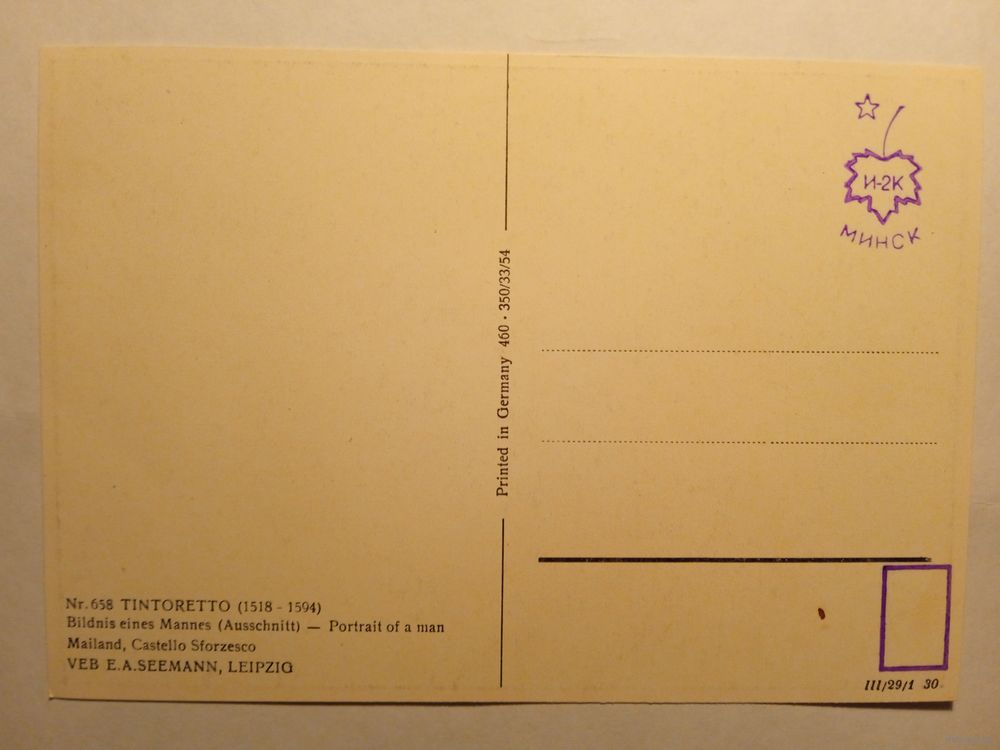 И-2К
МИНСК
Printed in Germany 460 · 350/33/54
Nr. 658 TINTORETTO (1518 - 1594)
Bildnis eines Mannes (Ausschnitt) — Portrait of a man
Mailand, Castello Sforzesco
VEB E.A.SEEMANN, LEIPZIG
III/29/1 30